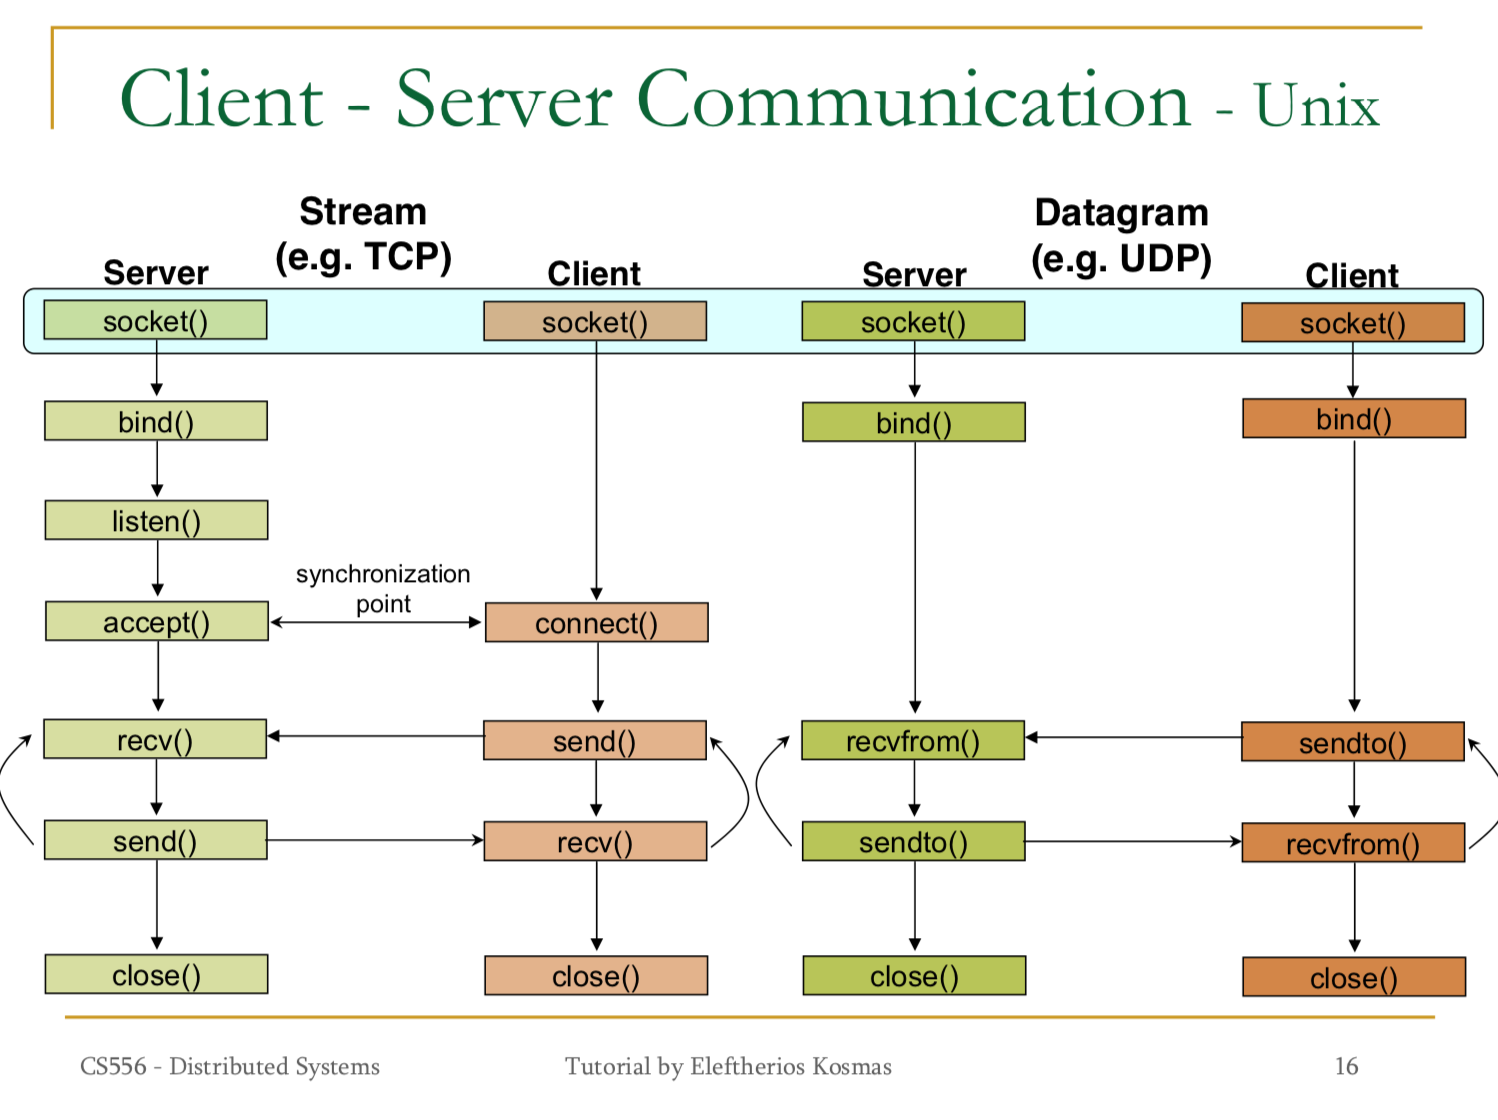 Client - Server Communication - Unix
Stream
(e.g. TCP)
Server
Client
socket()
socket()
bind()
listen()
synchronization
point
accept()
connect()
recv()
send()
send()
recv()
close()
close()
Datagram
(e.g. UDP)
Server
Client
socket()
socket()
bind()
bind()
recvfrom()
sendto()
sendto()
recvfrom()
close()
close()
CS556 - Distributed Systems
Tutorial by Eleftherios Kosmas
16